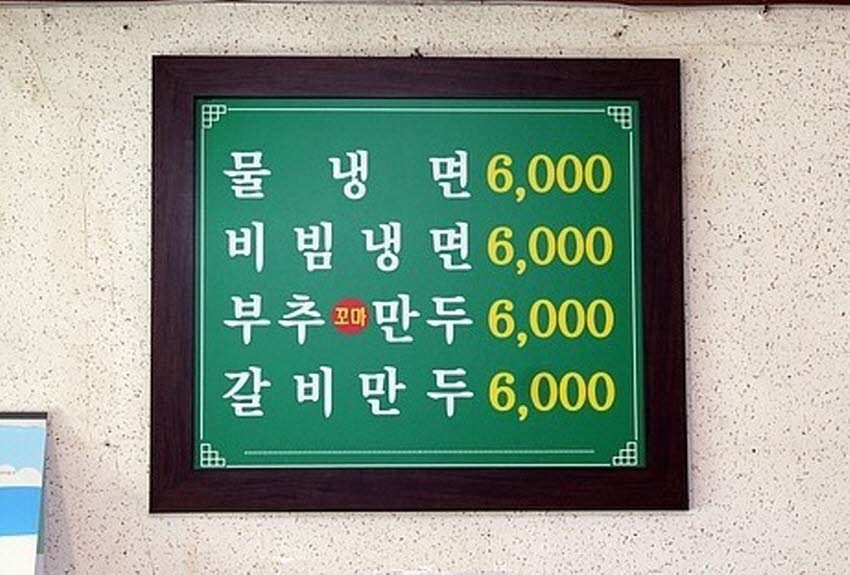 물 냉 면 6,000
비 빔 냉 면 6,000
부추 꼬마 만두 6,000
갈 비 만 두 6,000